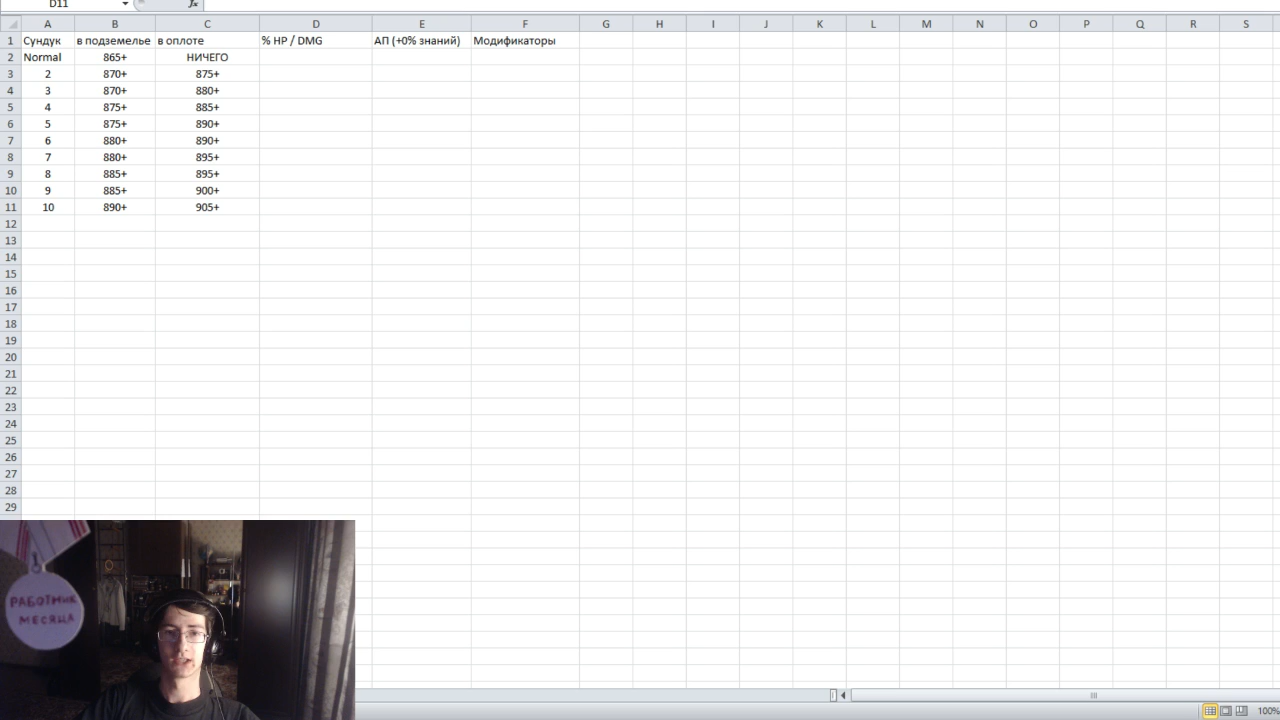 D11 fx
A B C D E F G H I J K L M N O P Q R S
1 Сундук в подземелье в оплоте % HP / DMG АП (+0% знаний) Модификаторы
2 Normal 865+ НИЧЕГО
3 2 870+ 875+
4 3 870+ 880+
5 4 875+ 885+
6 5 875+ 890+
7 6 880+ 890+
8 7 880+ 895+
9 8 885+ 895+
10 9 885+ 900+
11 10 890+ 905+
12
13
14
15
16
17
18
19
20
21
22
23
24
25
26
27
28
29
РАБОТНИК
МЕСЯЦА
100%